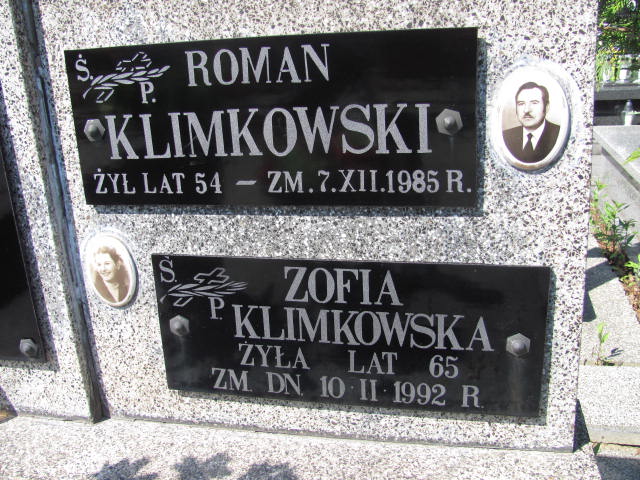 Ś. P. ROMAN
KLIMKOWSKI
ŻYŁ LAT 54 – ZM. 7. XII. 1985 R.
Ś. P. ZOFIA
KLIMKOWSKA
ŻYŁA LAT 65
ZM. DN. 10·II·1992 R.